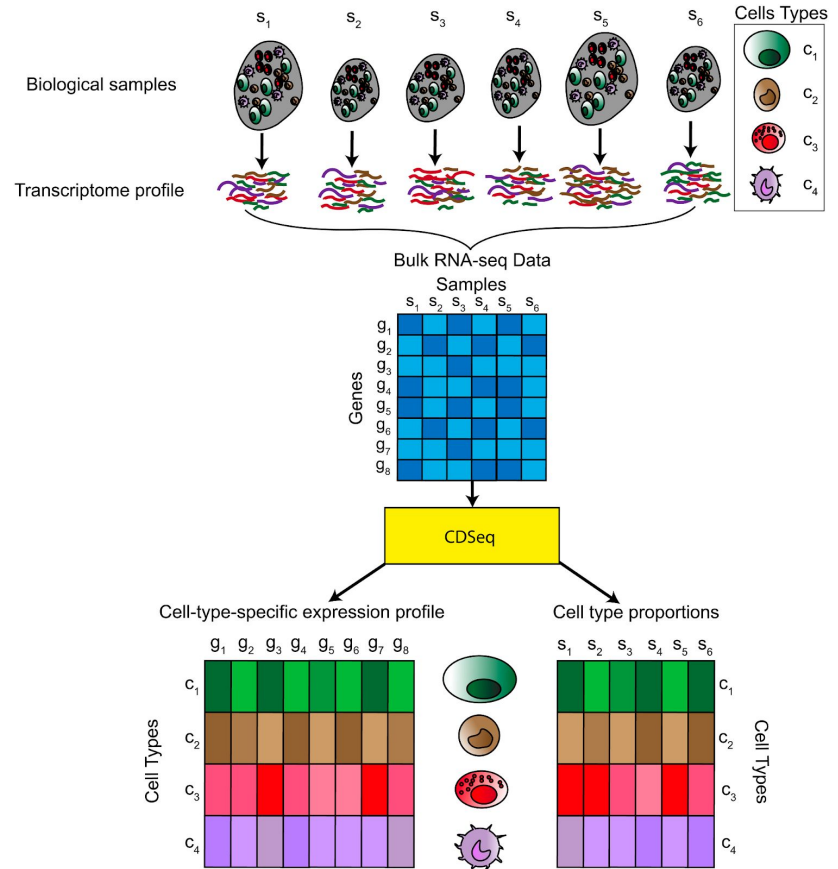 s1 s2 s3 s4 s5 s6 Cells Types
c1
Biological samples
c2
c3
Transcriptome profile
c4
Bulk RNA-seq Data
Samples
s1 s2 s3 s4 s5 s6
Genes
g1
g2
g3
g4
g5
g6
g7
g8
CDSeq
Cell-type-specific expression profile
g1 g2 g3 g4 g5 g6 g7 g8
Cell Types
c1
c2
c3
c4
Cell type proportions
s1 s2 s3 s4 s5 s6
c1
c2
c3
c4
Cell Types